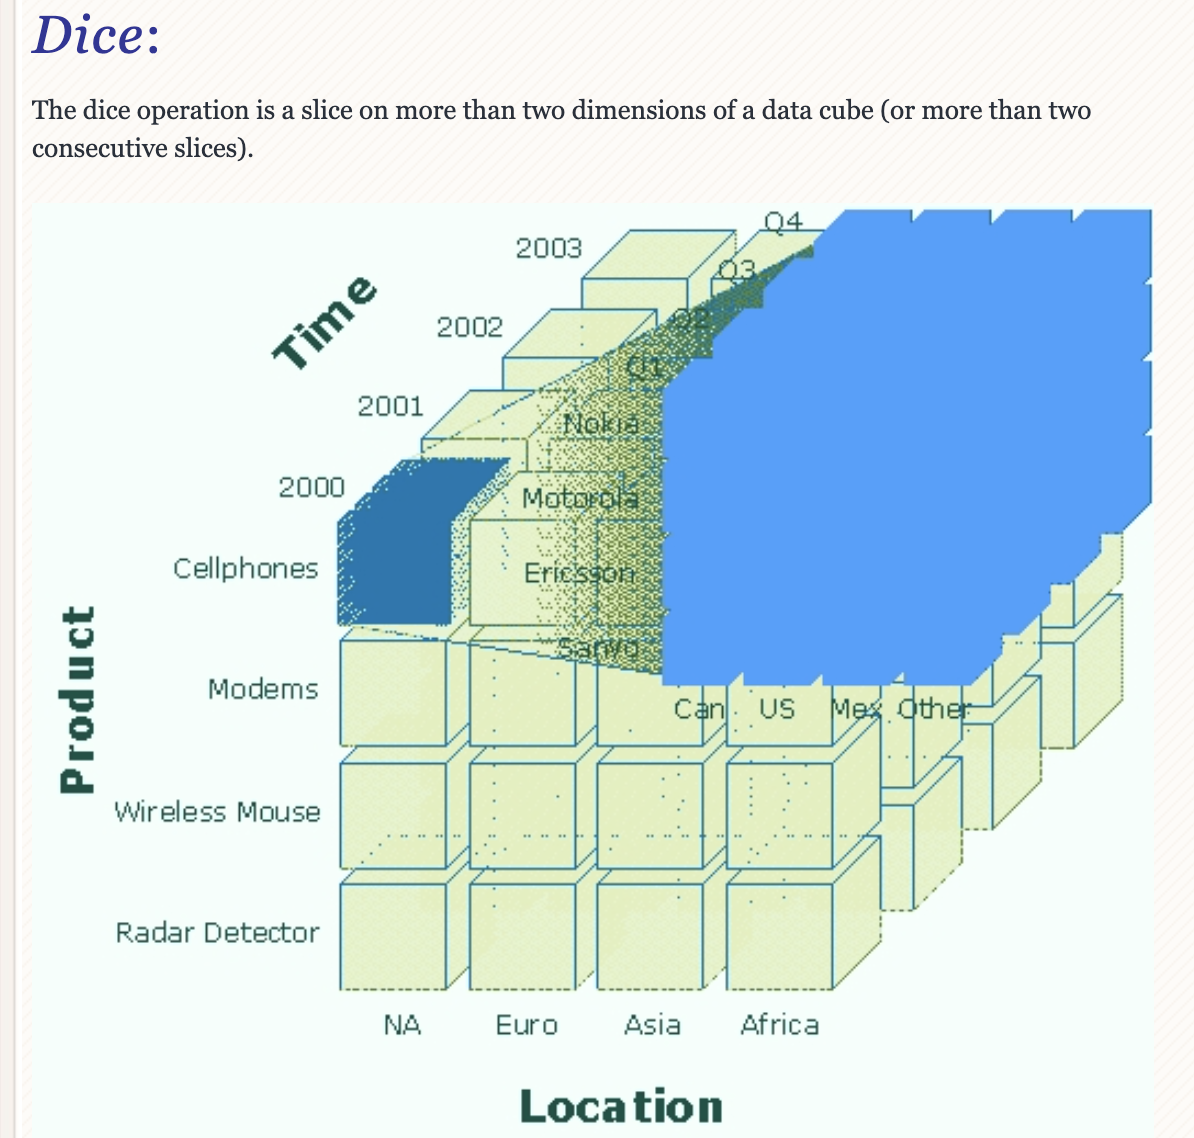 Dice:
The dice operation is a slice on more than two dimensions of a data cube (or more than two
consecutive slices).
Q4
2003
Q3
Time
2002
Q2
Q1
2001
Nokia
2000
Motorola
Cellphones
Ericsson
Sanyo
Product
Modems
Can US Mex Other
Wireless Mouse
Radar Detector
NA Euro Asia Africa
Location